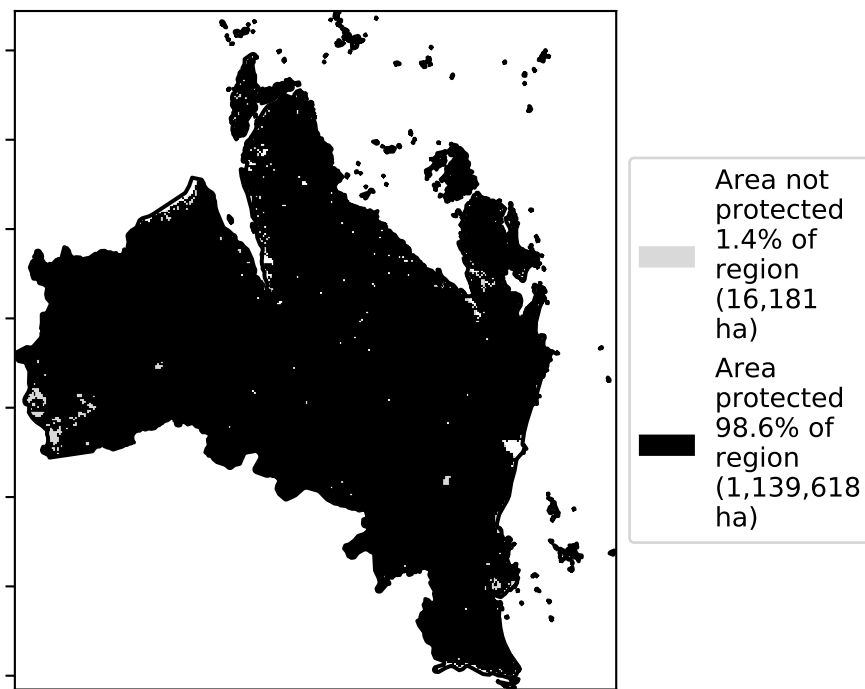 Area not
protected
1.4% of
region
(16,181
ha)
Area
protected
98.6% of
region
(1,139,618
ha)